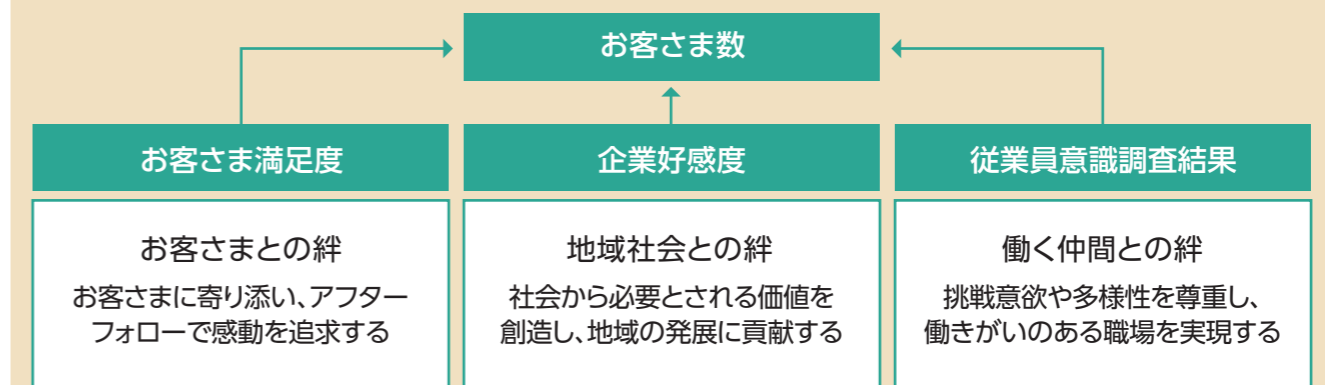 お客さま数
お客さま満足度
お客さまとの絆
お客さまに寄り添い、アフター
フォローで感動を追求する
企業好感度
地域社会との絆
社会から必要とされる価値を
創造し、地域の発展に貢献する
従業員意識調査結果
働く仲間との絆
挑戦意欲や多様性を尊重し、
働きがいのある職場を実現する